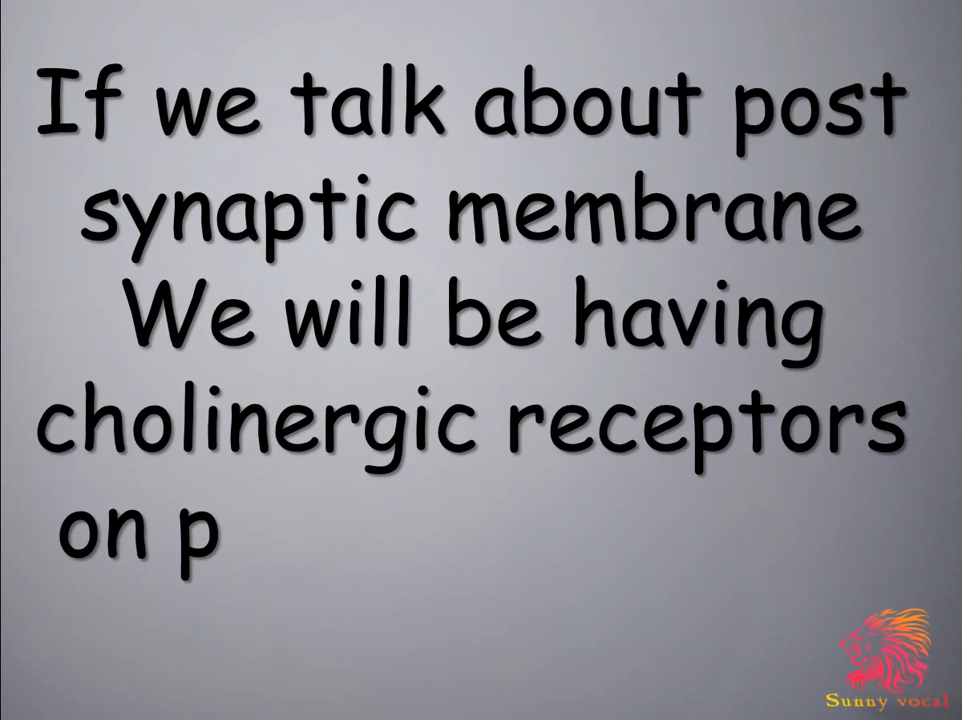 If we talk about post
synaptic membrane
We will be having
cholinergic receptors
on p
Sunny vocal